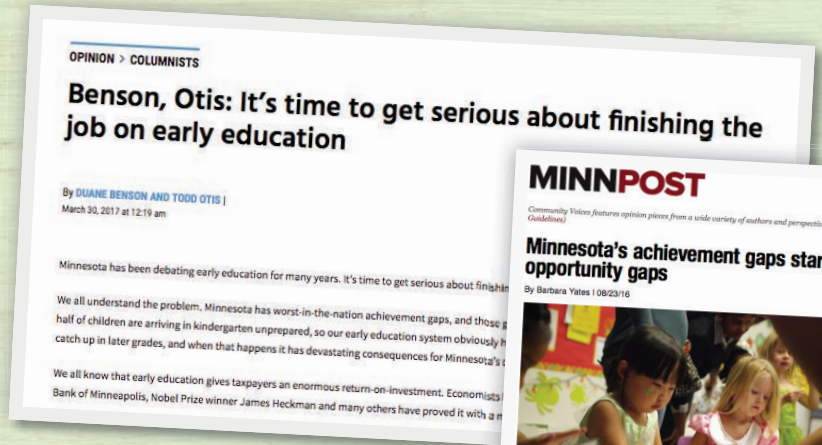 OPINION > COLUMNISTS
Benson, Otis: It's time to get serious about finishing the
job on early education
By DUANE BENSON AND TODD OTIS |
March 30, 2017 at 12:19 am
Minnesota has been debating early education for many years. It's time to get serious about finishin
We all understand the problem. Minnesota has worst-in-the-nation achievement gaps, and those g
half of children are arriving in kindergarten unprepared, so our early education system obviously h
catch up in later grades, and when that happens it has devastating consequences for Minnesota's
We all know that early education gives taxpayers an enormous return-on-investment. Economists
Bank of Minneapolis, Nobel Prize winner James Heckman and many others have proved it with a
MINNPOST
Community Voices features opinion pieces from a wide variety of authors and
Guidelines)
Minnesota's achievement gaps star
opportunity gaps
By Barbara Yates | 08/23/16